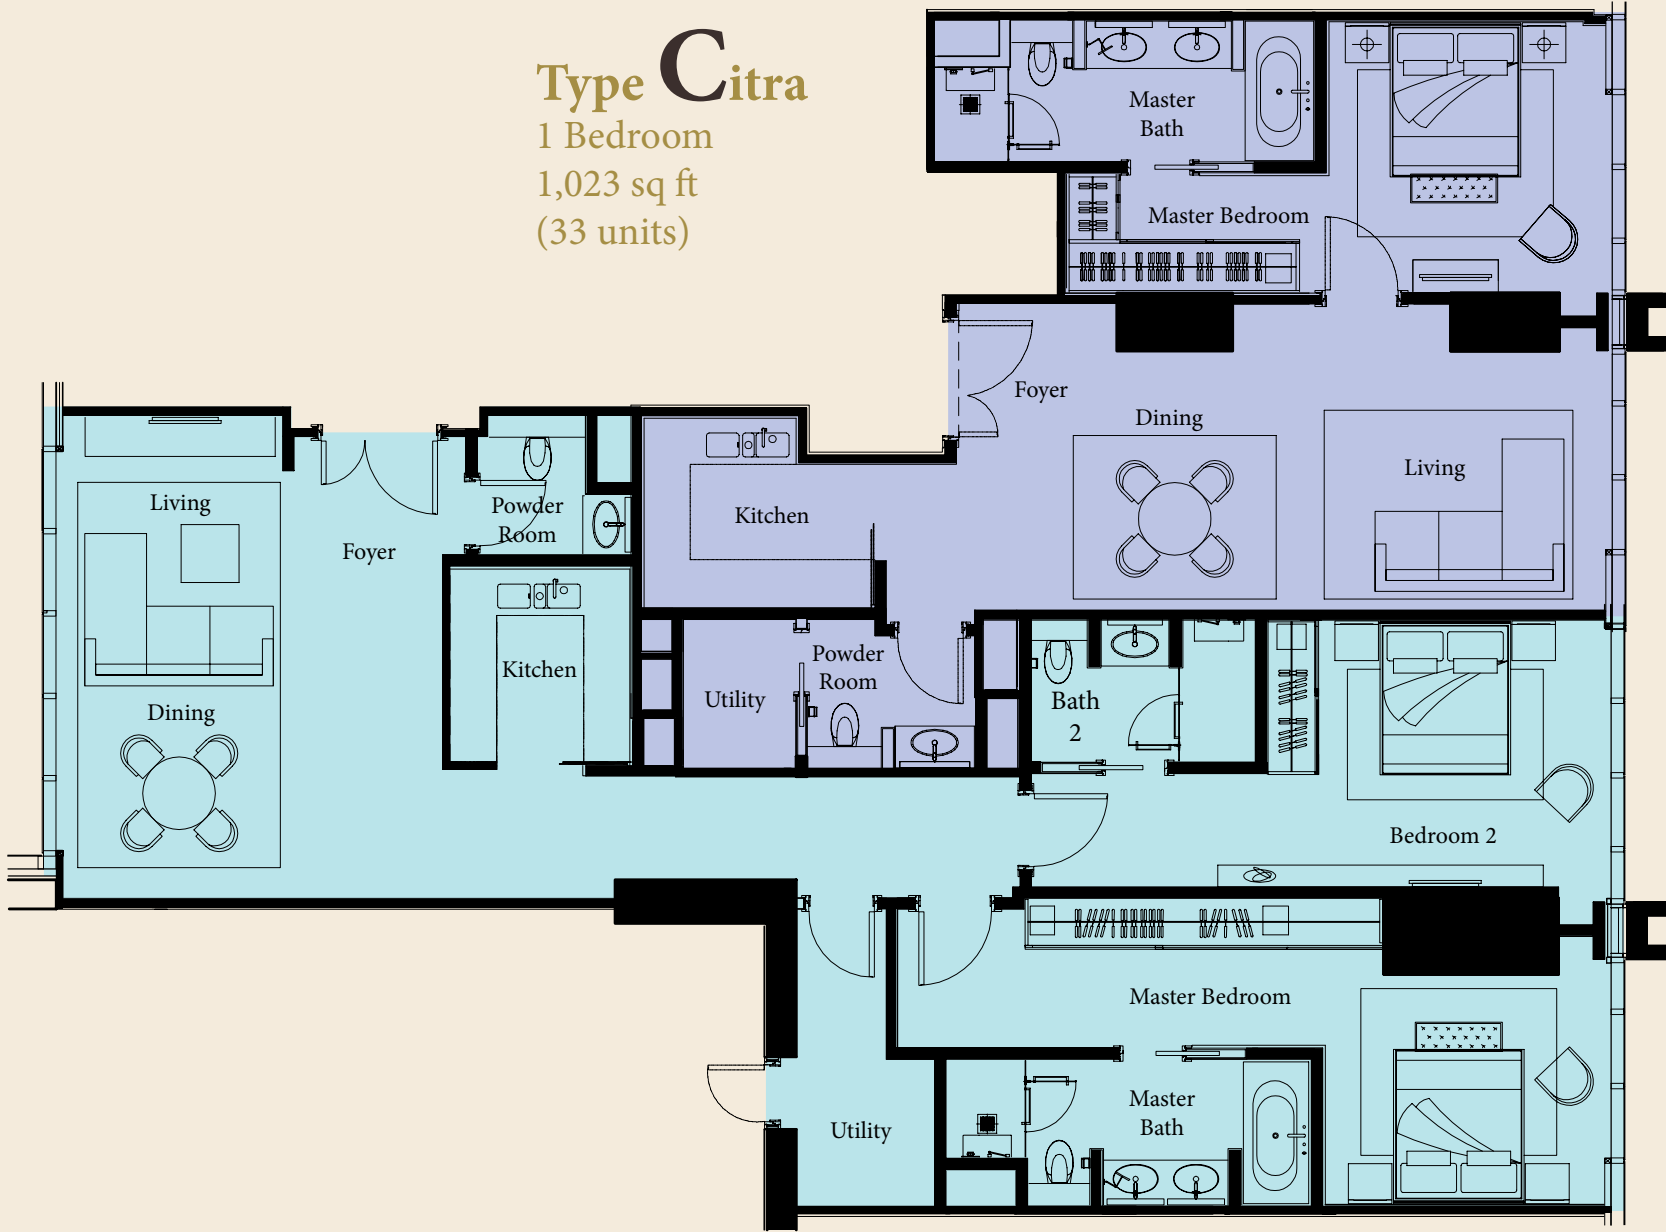 Type Citra
1 Bedroom
1,023 sq ft
(33 units)
Master
Bath
Master Bedroom
Foyer
Dining
Living
Kitchen
Powder
Room
Utility
Living
Foyer
Powder
Room
Kitchen
Dining
Bath
2
Bedroom 2
Master Bedroom
Master
Bath
Utility